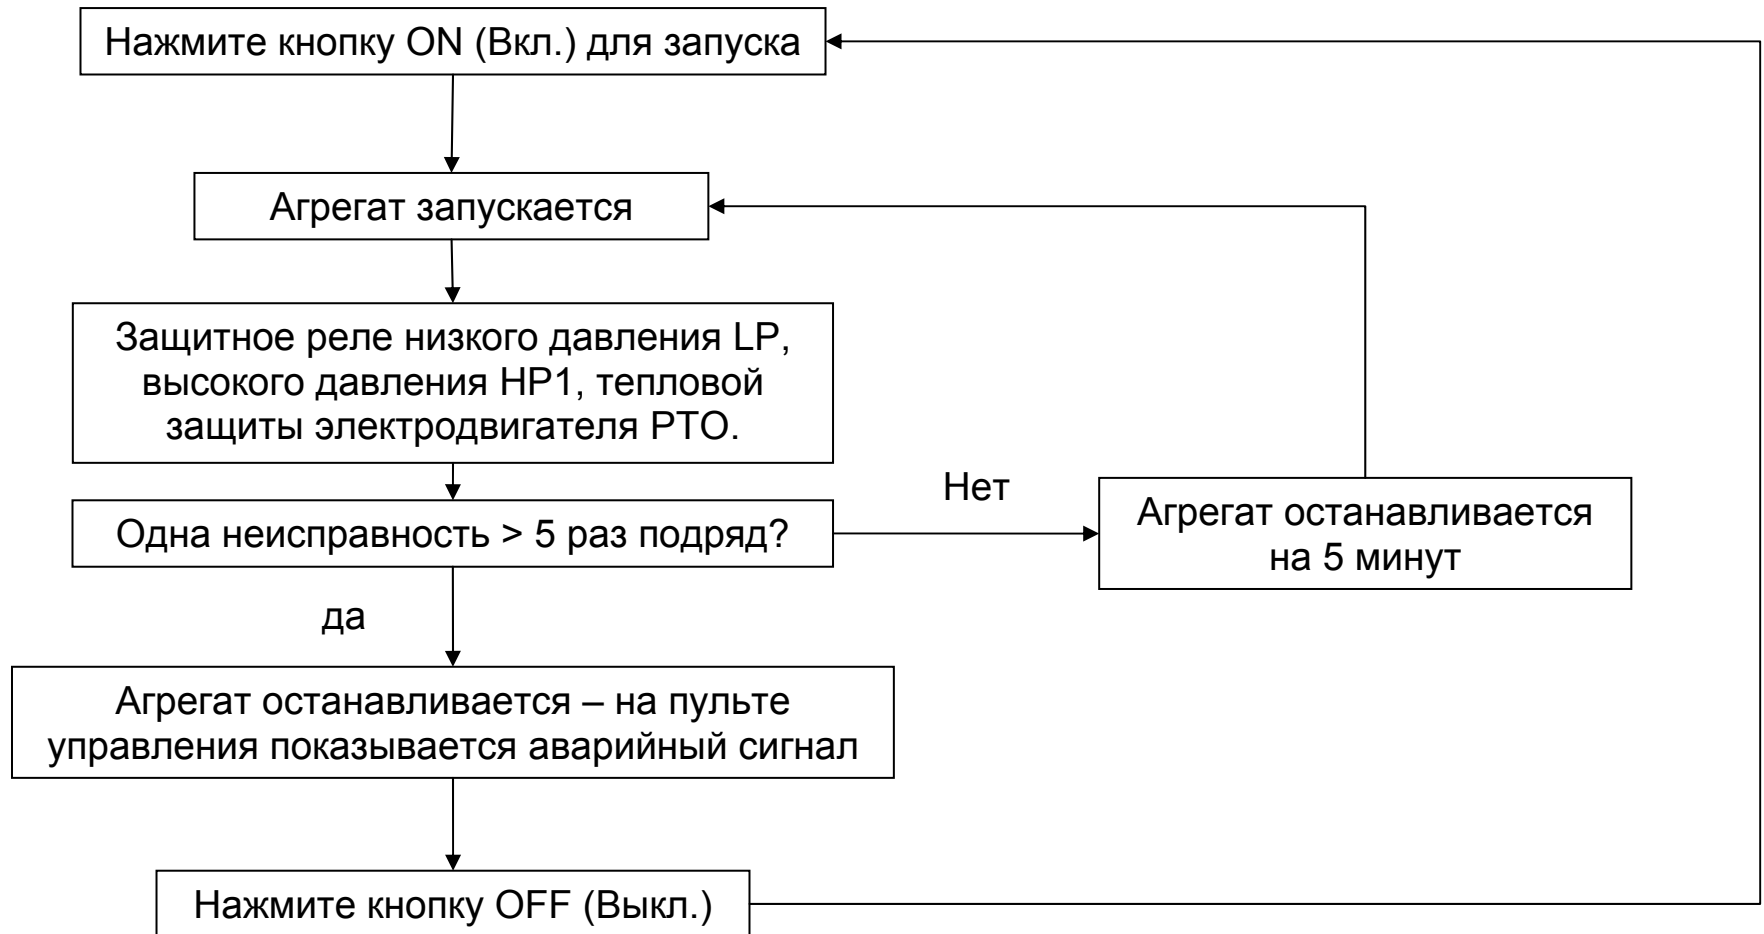 Нажмите кнопку ON (Вкл.) для запуска
Агрегат запускается
Защитное реле низкого давления LP,
высокого давления HP1, тепловой
защиты электродвигателя PTO.
Одна неисправность > 5 раз подряд?
Нет
Агрегат останавливается
на 5 минут
да
Агрегат останавливается – на пульте
управления показывается аварийный сигнал
Нажмите кнопку OFF (Выкл.)